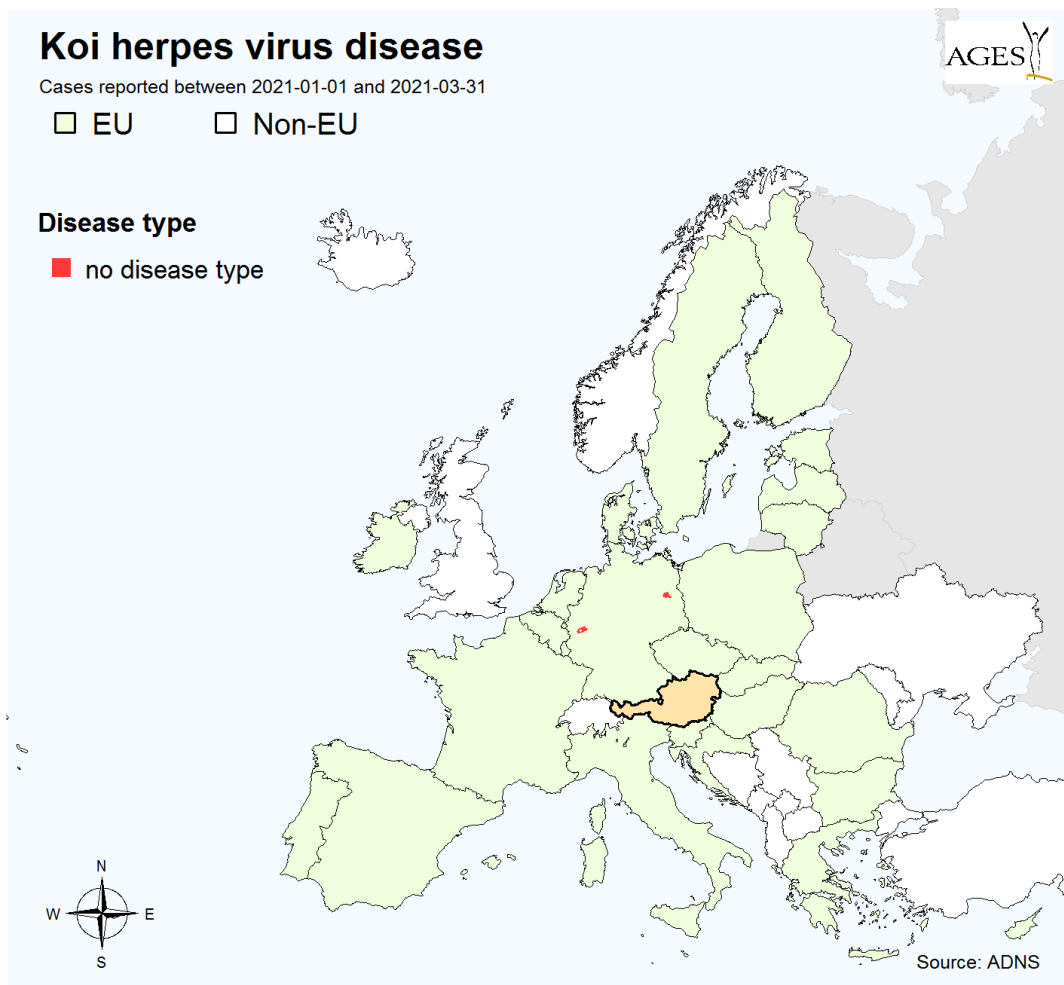 Koi herpes virus disease
Cases reported between 2021-01-01 and 2021-03-31
EU Non-EU
AGES
Disease type
no disease type
N
W E
S
Source: ADNS